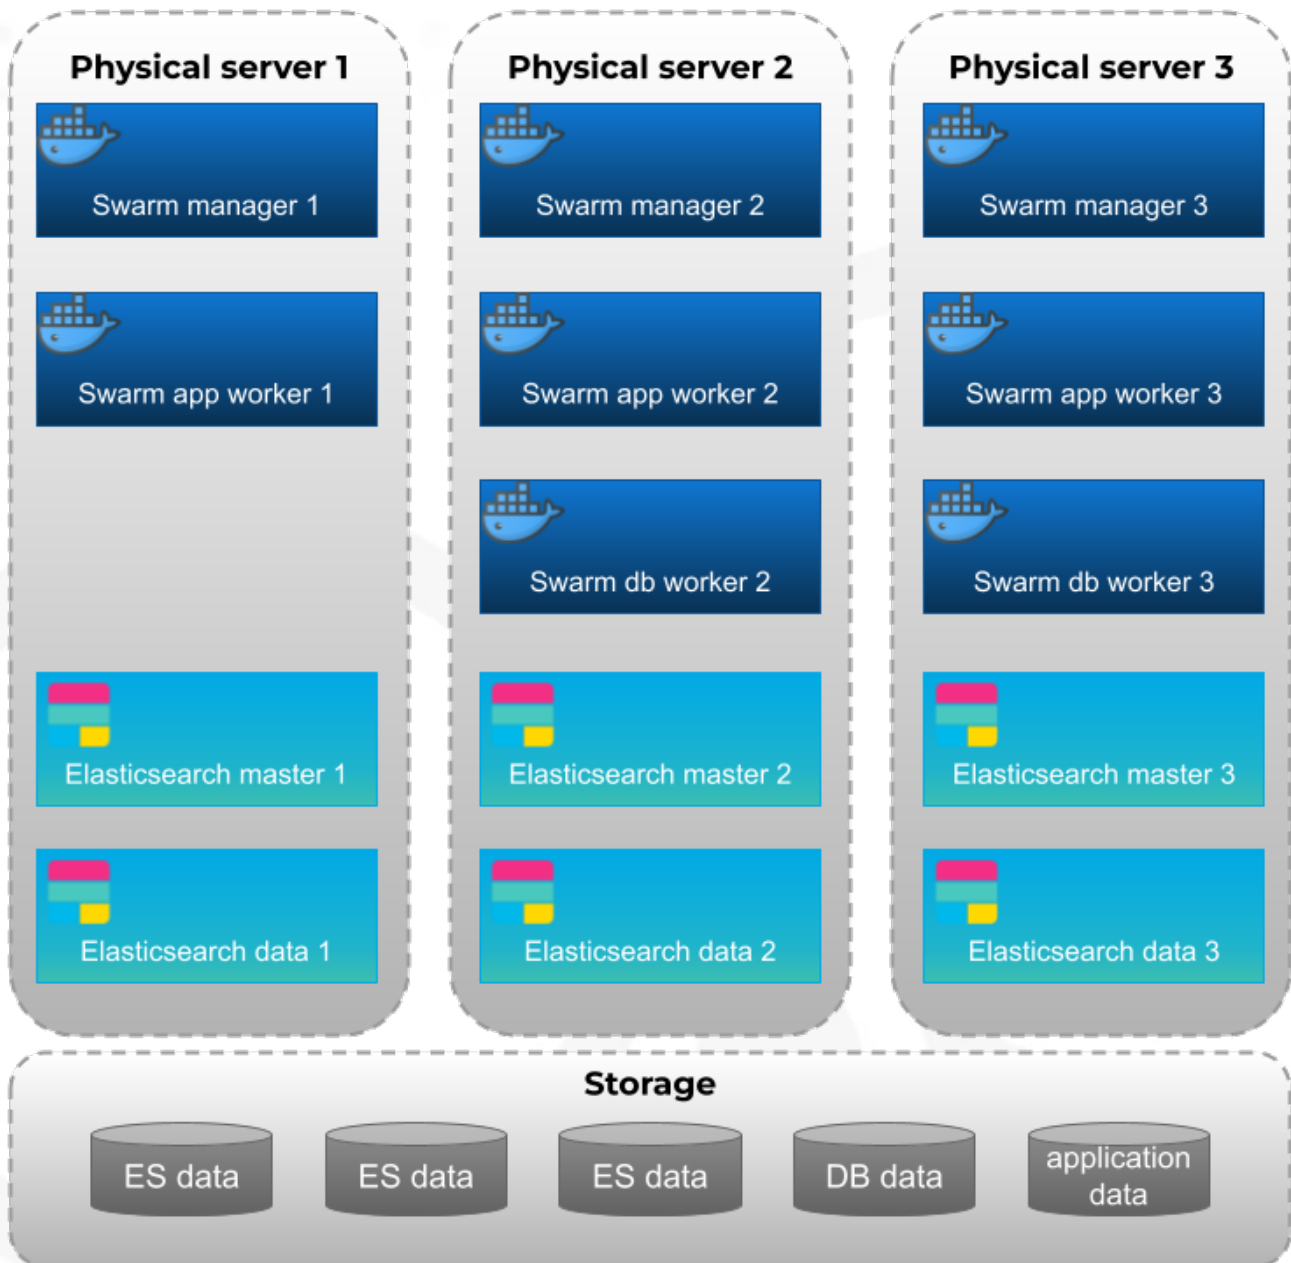 Physical server 1
Swarm manager 1
Swarm app worker 1
Elasticsearch master 1
Elasticsearch data 1
Physical server 2
Swarm manager 2
Swarm app worker 2
Swarm db worker 2
Elasticsearch master 2
Elasticsearch data 2
Physical server 3
Swarm manager 3
Swarm app worker 3
Swarm db worker 3
Elasticsearch master 3
Elasticsearch data 3
Storage
ES data
ES data
ES data
DB data
application
data